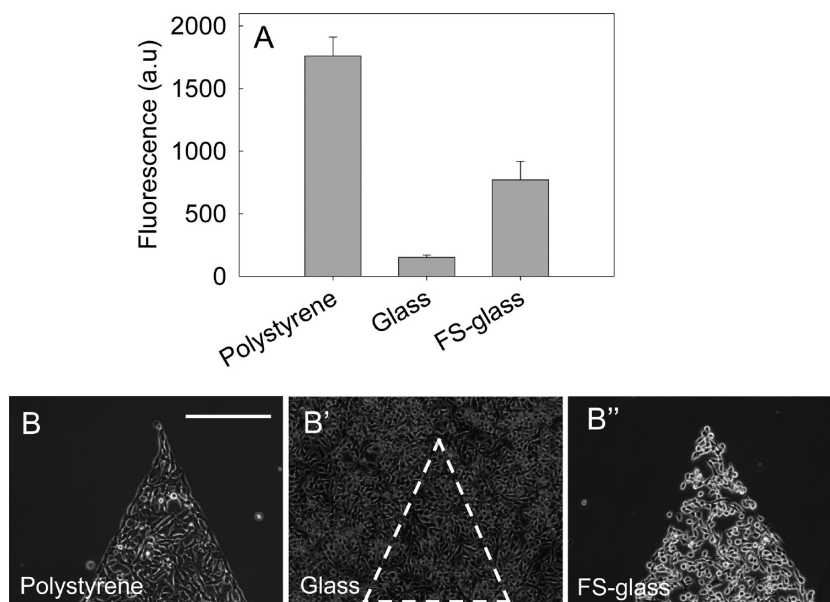 A
Fluorescence (a.u)
2000
1500
1000
500
0
Polystyrene
Glass
FS-glass
B
Polystyrene
B'
Glass
B"
FS-glass